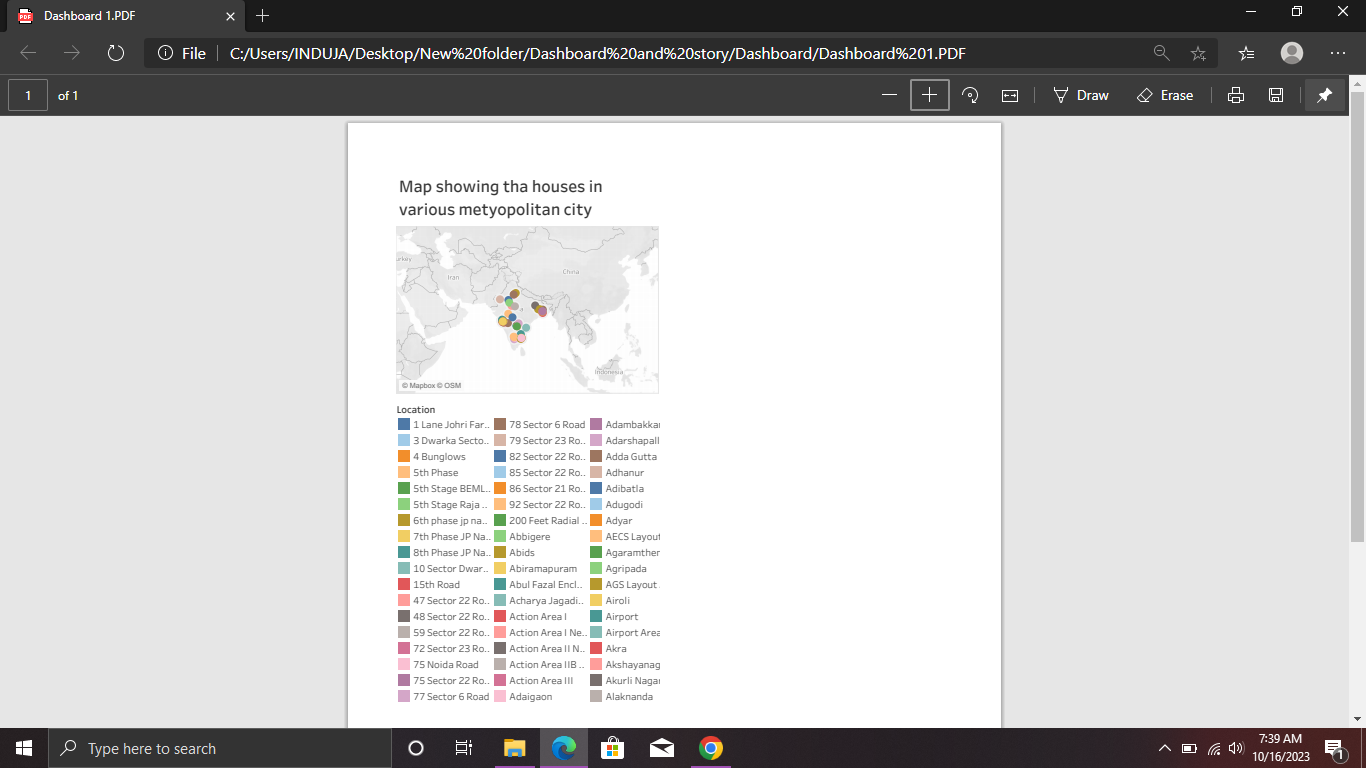 Dashboard 1.PDF
File
C:/Users/INDUJA/Desktop/New%20folder/Dashboard%20and%20story/Dashboard/Dashboard%201.PDF
1 of 1
Draw
Erase
Map showing tha houses in
various metyopolitan city
urkey
Iran
China
Indonesia
© Mapbox © OSM
Location
1 Lane Johri Far..
3 Dwarka Secto..
4 Bunglows
5th Phase
5th Stage BEML..
5th Stage Raja ..
6th phase jp na..
7th Phase JP Na..
8th Phase JP Na..
10 Sector Dwar..
15th Road
47 Sector 22 Ro..
48 Sector 22 Ro..
59 Sector 22 Ro..
72 Sector 23 Ro..
75 Noida Road
75 Sector 22 Ro..
77 Sector 6 Road
78 Sector 6 Road
79 Sector 23 Ro..
82 Sector 22 Ro..
85 Sector 22 Ro..
86 Sector 21 Ro..
92 Sector 22 Ro..
200 Feet Radial ..
Abbigere
Abids
Abiramapuram
Abul Fazal Encl..
Acharya Jagadi..
Action Area I
Action Area I Ne..
Action Area II N..
Action Area IIB ..
Action Area III
Adaigaon
Adambakkar
Adarshapall
Adda Gutta
Adhanur
Adibatla
Adugodi
Adyar
AECS Layout
Agaramther
Agripada
AGS Layout
Airoli
Airport
Airport Area
Akra
Akshayanag
Akurli Nagar
Alaknanda
Type here to search
7:39 AM
10/16/2023
1